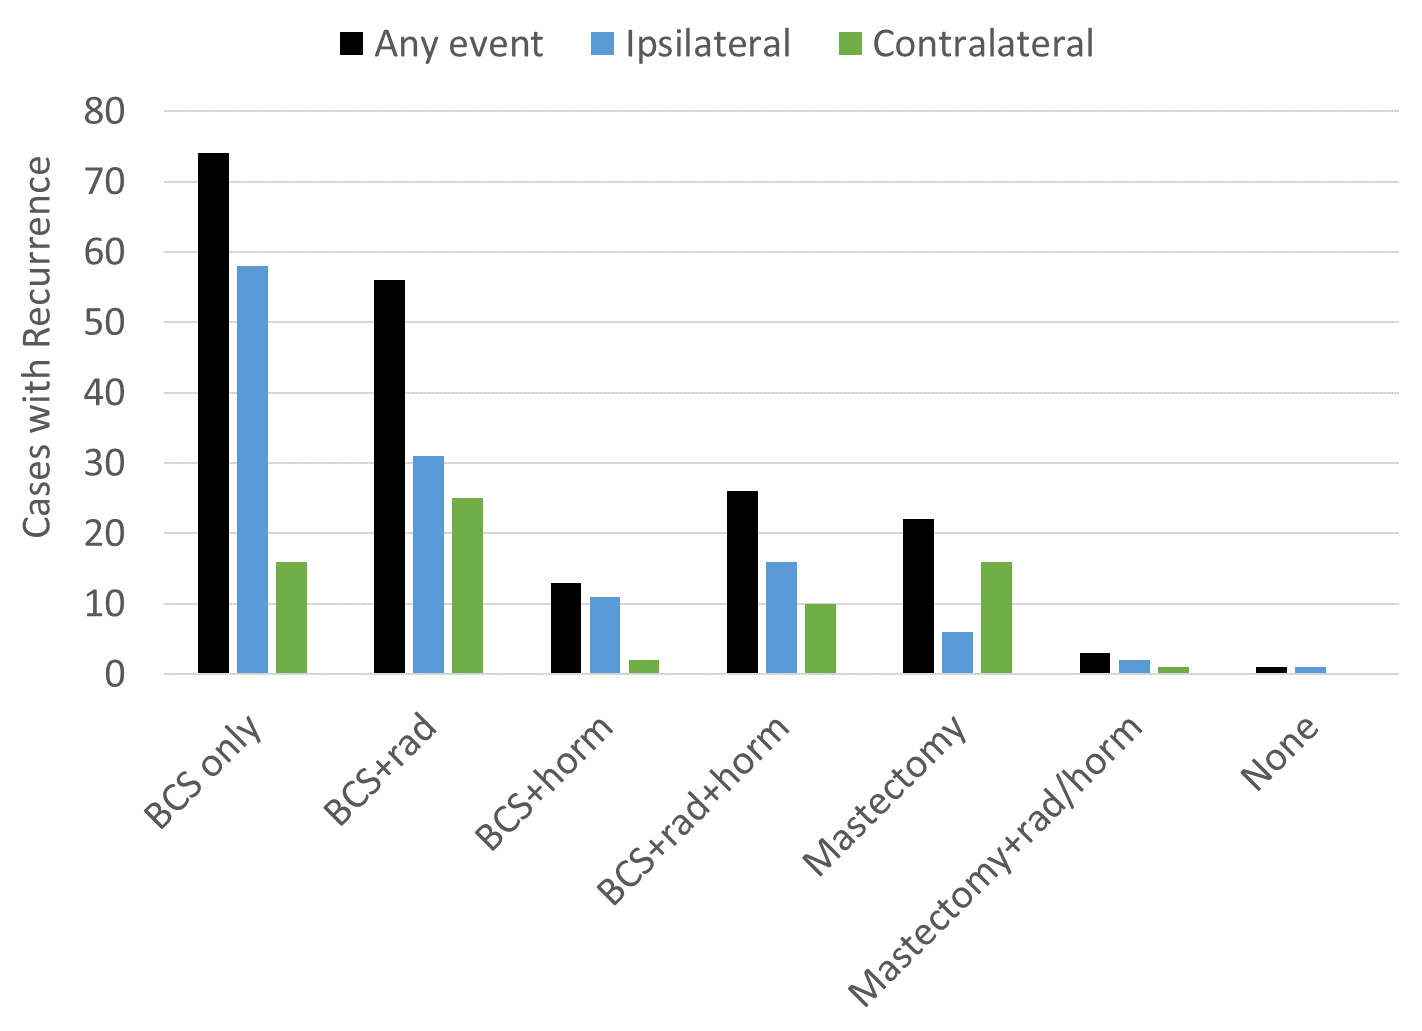 Any event Ipsilateral Contralateral
Cases with Recurrence
80
70
60
50
40
30
20
10
0
BCS only
BCS+rad
BCS+horm
BCS+rad+horm
Mastectomy
Mastectomy+rad/horm
None